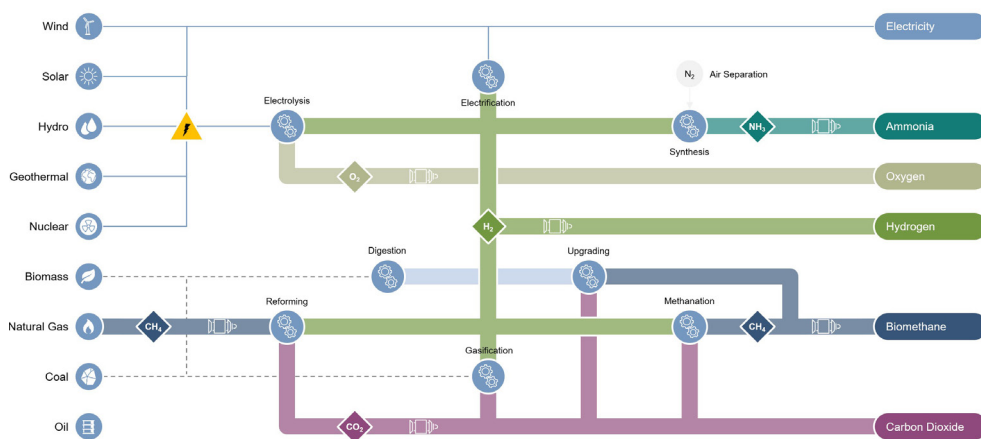 Wind
Electricity
Solar
N₂
Air Separation
Electrolysis
Electrification
Hydro
NH₃
Ammonia
Synthesis
Geothermal
O₂
Oxygen
Nuclear
H₂
Hydrogen
Digestion
Upgrading
Biomass
Reforming
Methanation
Natural Gas
CH₄
CH₄
Biomethane
Gasification
Coal
Oil
CO₂
Carbon Dioxide